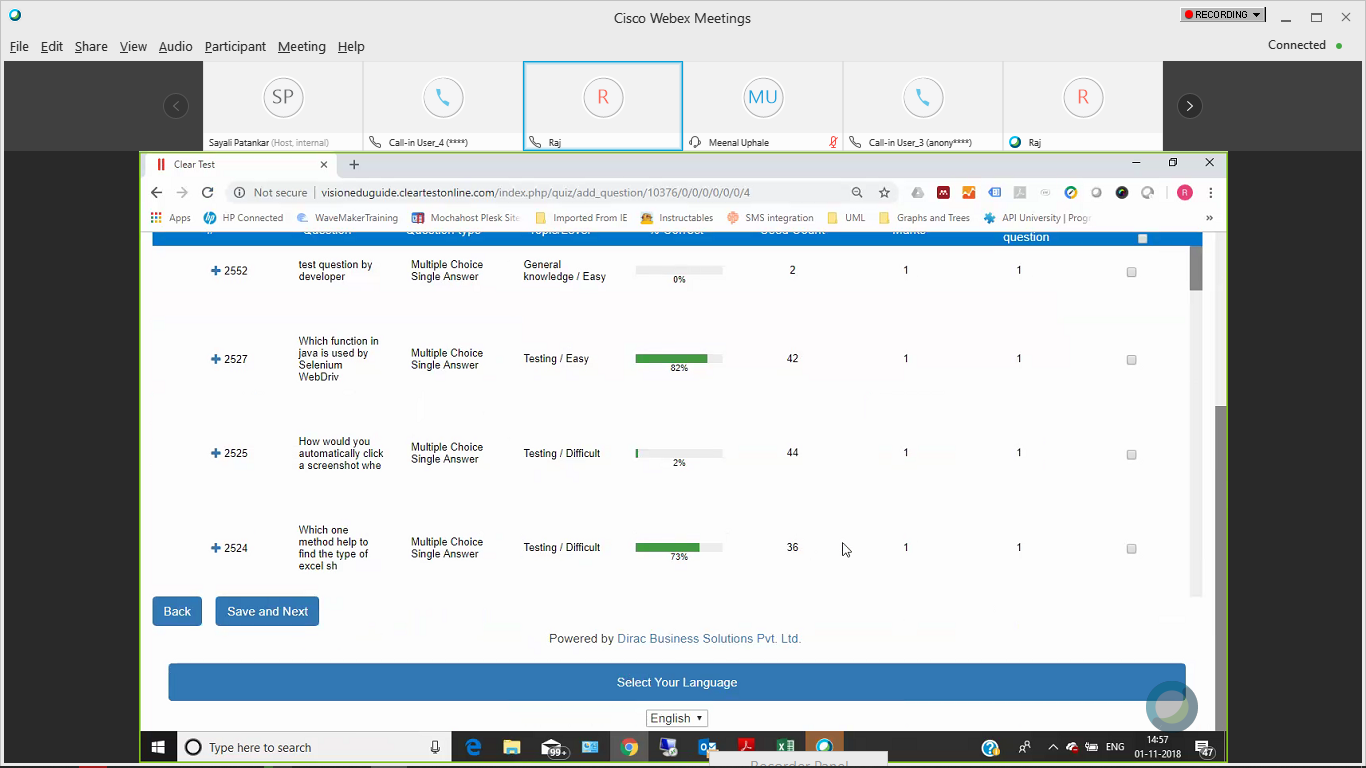 Cisco Webex Meetings
RECORDING
File Edit Share View Audio Participant Meeting Help
Connected
SP
R
MU
R
Sayali Patankar (Host, internal)
Call-in User_4 (****)
Raj
Meenal Uphale
Call-in User_3 (anony****)
Raj
Clear Test
Not secure | visioneduguide.cleartestonline.com/index.php/quiz/add_question/10376/0/0/0/0/0/0/4
R
Apps
HP Connected
WaveMakerTraining
Mochahost Plesk Site
Imported From IE
Instructables
SMS integration
UML
Graphs and Trees
API University | Prog
»
question
2552
test question by
developer
Multiple Choice
Single Answer
General
knowledge / Easy
0%
2
1
1
2527
Which function in
java is used by
Selenium
WebDriv
Multiple Choice
Single Answer
Testing / Easy
82%
42
1
1
2525
How would you
automatically click
a screenshot whe
Multiple Choice
Single Answer
Testing / Difficult
2%
44
1
1
2524
Which one
method help to
find the type of
excel sh
Multiple Choice
Single Answer
Testing / Difficult
73%
36
1
1
Back
Save and Next
Powered by Dirac Business Solutions Pvt. Ltd.
Select Your Language
English
Type here to search
99+
ENG
14:57
01-11-2018
47
Recorder Panel